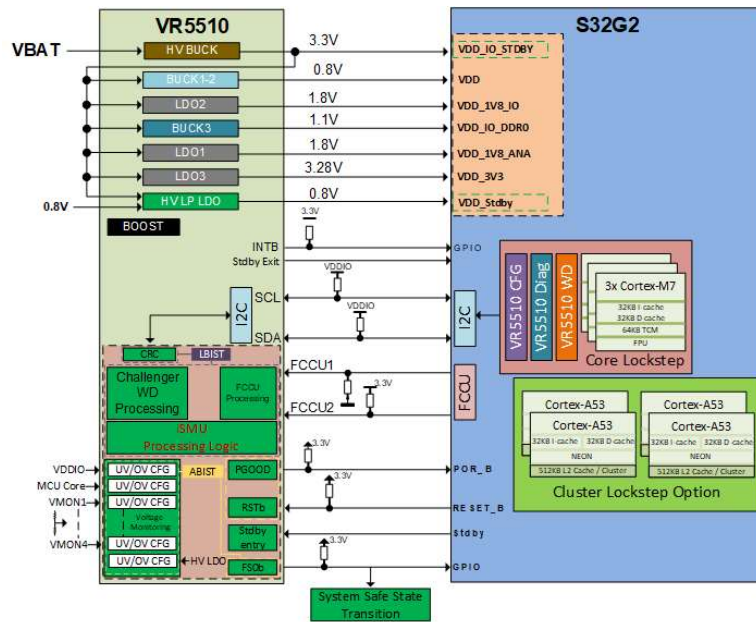 VR5510
S32G2
VBAT
HV BUCK
3.3V
VDD_IO_STDBY
BUCK1-2
0.8V
VDD
LDO2
1.8V
VDD_1V8_IO
BUCK3
1.1V
VDD_IO_DDR0
LDO1
1.8V
VDD_1V8_ANA
LDO3
3.28V
VDD_3V3
0.8V
HV LP LDO
0.8V
VDD_Stdby
BOOST
3.3V
INTB
GPIO
Stdby Exit
VDDIO
SCL
I2C
I2C
VDDIO
SDA
VR5510 CFG
VR5510 Diag
VR5510 WD
3x Cortex-M7
32KB I cache
32KB D cache
64KB TCM
FPU
Core Lockstep
CRC
LBIST
Challenger
WD
Processing
FCCU
Processing
iSMU
Processing Logic
FCCU1
3.3V
FCCU2
FCCU
Cortex-A53
Cortex-A53
32KB I-cache 32KB D-cache
NEON
512KB L2 Cache / Cluster
Cortex-A53
Cortex-A53
32KB I-cache 32KB D-cache
NEON
512KB L2 Cache / Cluster
Cluster Lockstep Option
VDDIO
MCU Core
VMON1
VMON4
UV/OV CFG
UV/OV CFG
UV/OV CFG
Voltage
Monitoring
UV/OV CFG
UV/OV CFG
ABIST
HV LDO
PGOOD
3.3V
POR_B
RSTb
3.3V
RESET_B
Stdby
entry
Stdby
FS0b
3.3V
GPIO
System Safe State
Transition